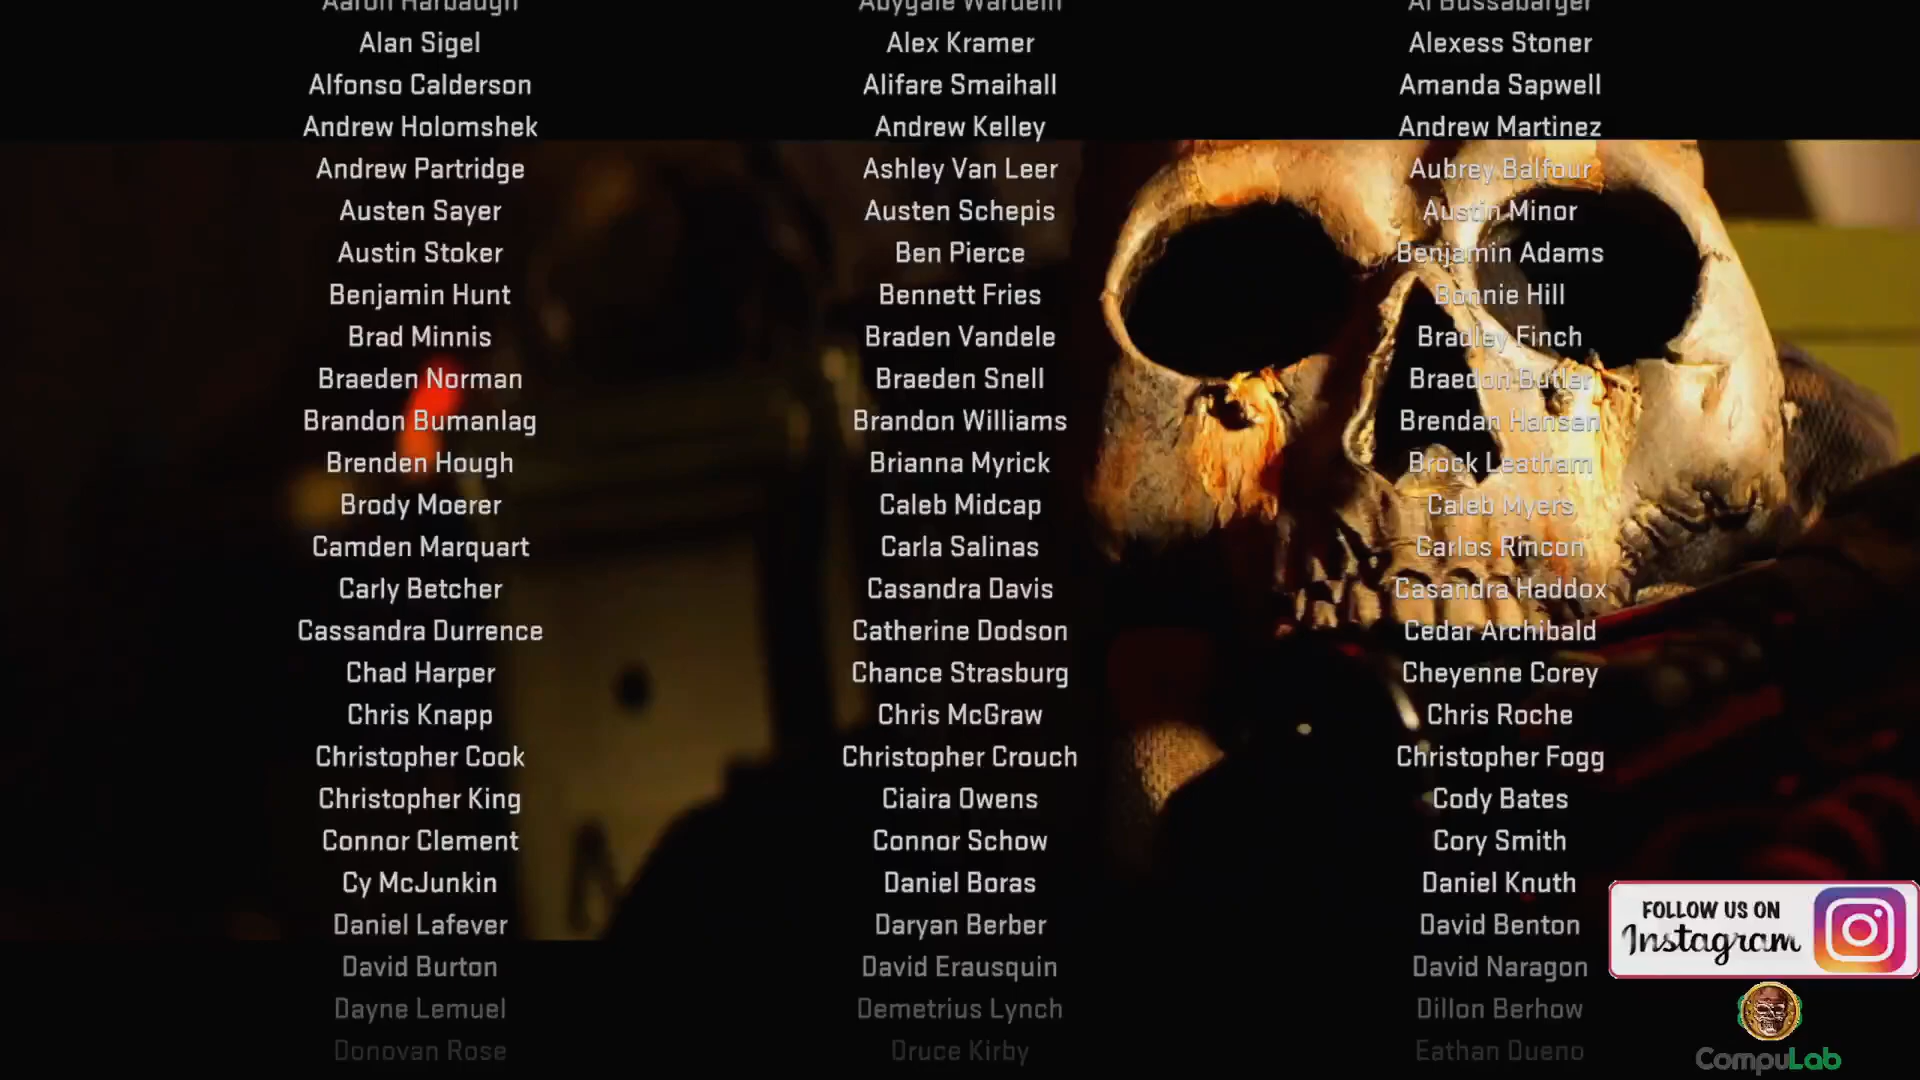 Aaron Harbaugh Abygale Wardell Al Bussabarger
Alan Sigel Alex Kramer Alexess Stoner
Alfonso Calderson Alifare Smaihall Amanda Sapwell
Andrew Holomshek Andrew Kelley Andrew Martinez
Andrew Partridge Ashley Van Leer Aubrey Balfour
Austen Sayer Austen Schepis Austin Minor
Austin Stoker Ben Pierce Benjamin Adams
Benjamin Hunt Bennett Fries Bonnie Hill
Brad Minnis Braden Vandele Bradley Finch
Braeden Norman Braeden Snell Braedon Butler
Brandon Bumanlag Brandon Williams Brendan Hansen
Brenden Hough Brianna Myrick Brock Leatham
Brody Moerer Caleb Midcap Caleb Myers
Camden Marquart Carla Salinas Carlos Rincon
Carly Betcher Casandra Davis Casandra Haddox
Cassandra Durrence Catherine Dodson Cedar Archibald
Chad Harper Chance Strasburg Cheyenne Corey
Chris Knapp Chris McGraw Chris Roche
Christopher Cook Christopher Crouch Christopher Fogg
Christopher King Ciaira Owens Cody Bates
Connor Clement Connor Schow Cory Smith
Cy McJunkin Daniel Boras Daniel Knuth
Daniel Lafever Daryan Berber David Benton
David Burton David Erausquin David Naragon
Dayne Lemuel Demetrius Lynch Dillon Berhow
Donovan Rose Druce Kirby Eathan Dueno
FOLLOW US ON
Instagram
CompuLab